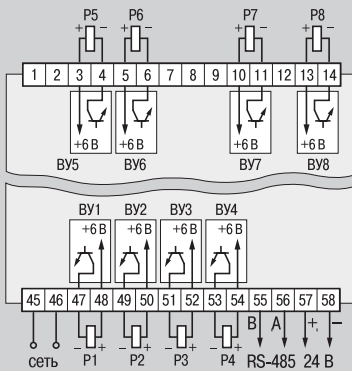 P5 P6 P7 P8
+ – + – + – + –
1 2 3 4 5 6 7 8 9 10 11 12 13 14
+6 В +6 В +6 В +6 В
ВУ5 ВУ6 ВУ7 ВУ8
ВУ1 ВУ2 ВУ3 ВУ4
+6 В +6 В +6 В +6 В
45 46 47 48 49 50 51 52 53 54 55 56 57 58
– + – + – + – + B A + –
сеть P1 P2 P3 P4 RS-485 24 В